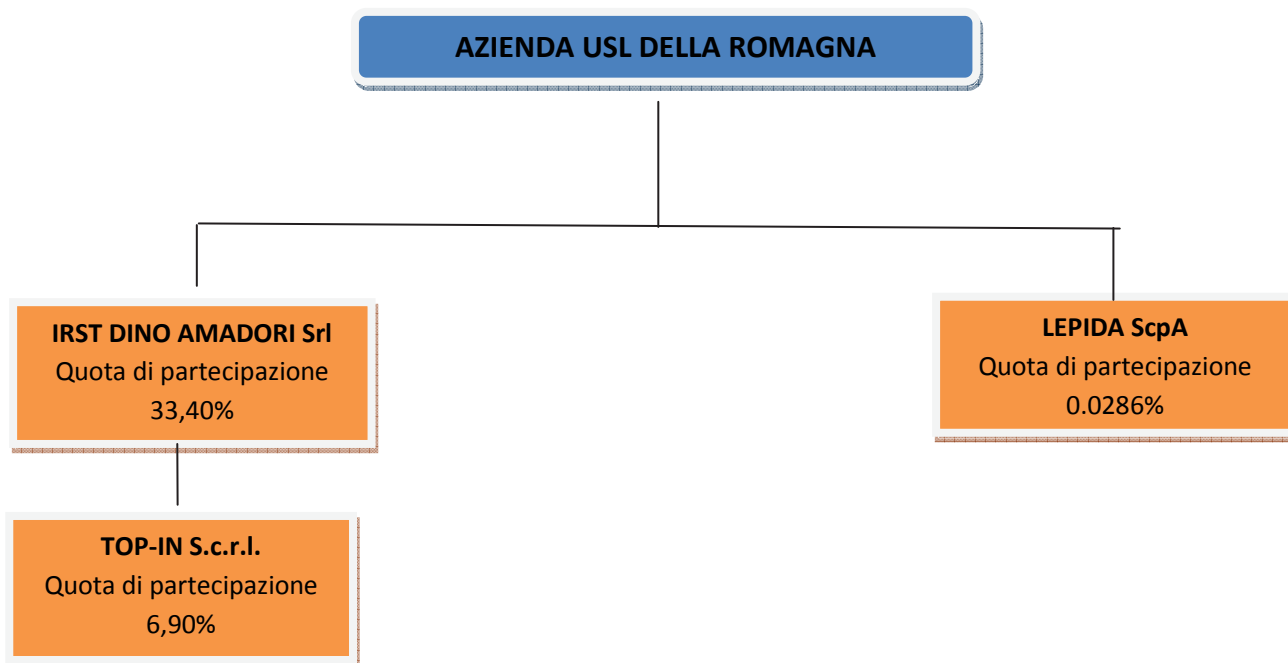 AZIENDA USL DELLA ROMAGNA
IRST DINO AMADORI Srl
Quota di partecipazione
33,40%
LEPIDA ScpA
Quota di partecipazione
0.0286%
TOP-IN S.c.r.l.
Quota di partecipazione
6,90%